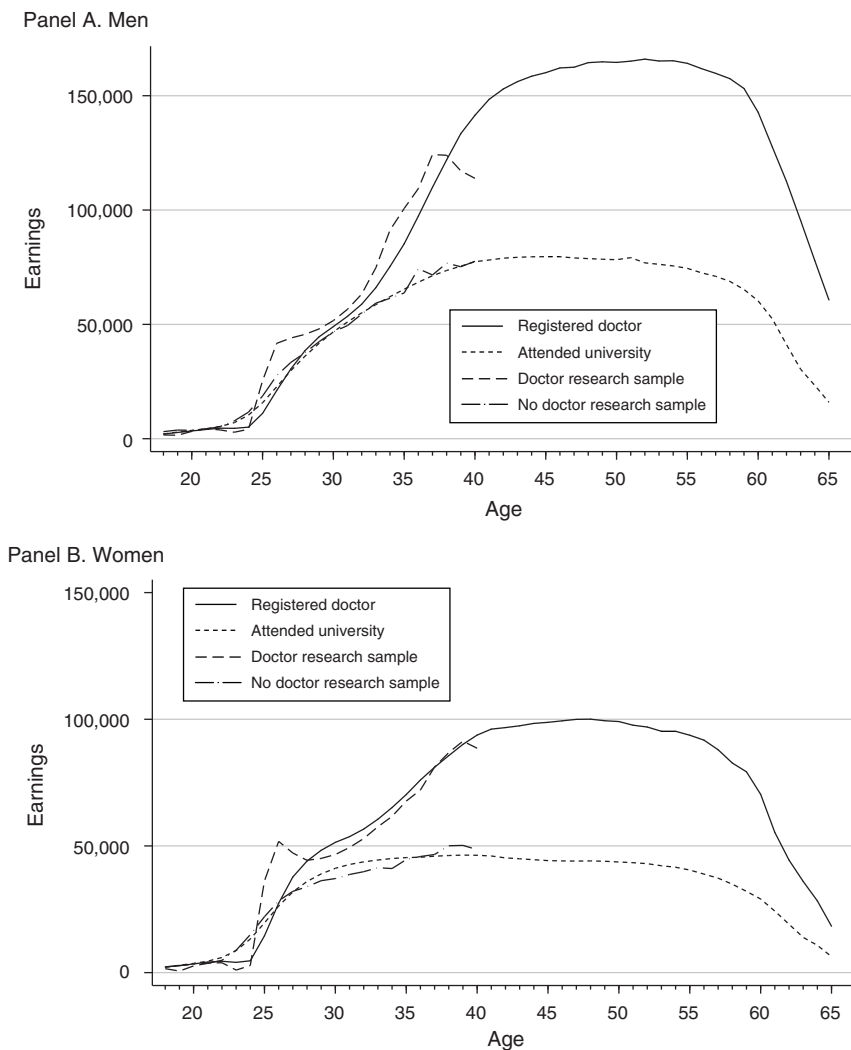 Panel A. Men
150,000
100,000
50,000
0
Earnings
Registered doctor
Attended university
Doctor research sample
No doctor research sample
20 25 30 35 40 45 50 55 60 65
Age
Panel B. Women
150,000
100,000
50,000
0
Earnings
Registered doctor
Attended university
Doctor research sample
No doctor research sample
20 25 30 35 40 45 50 55 60 65
Age